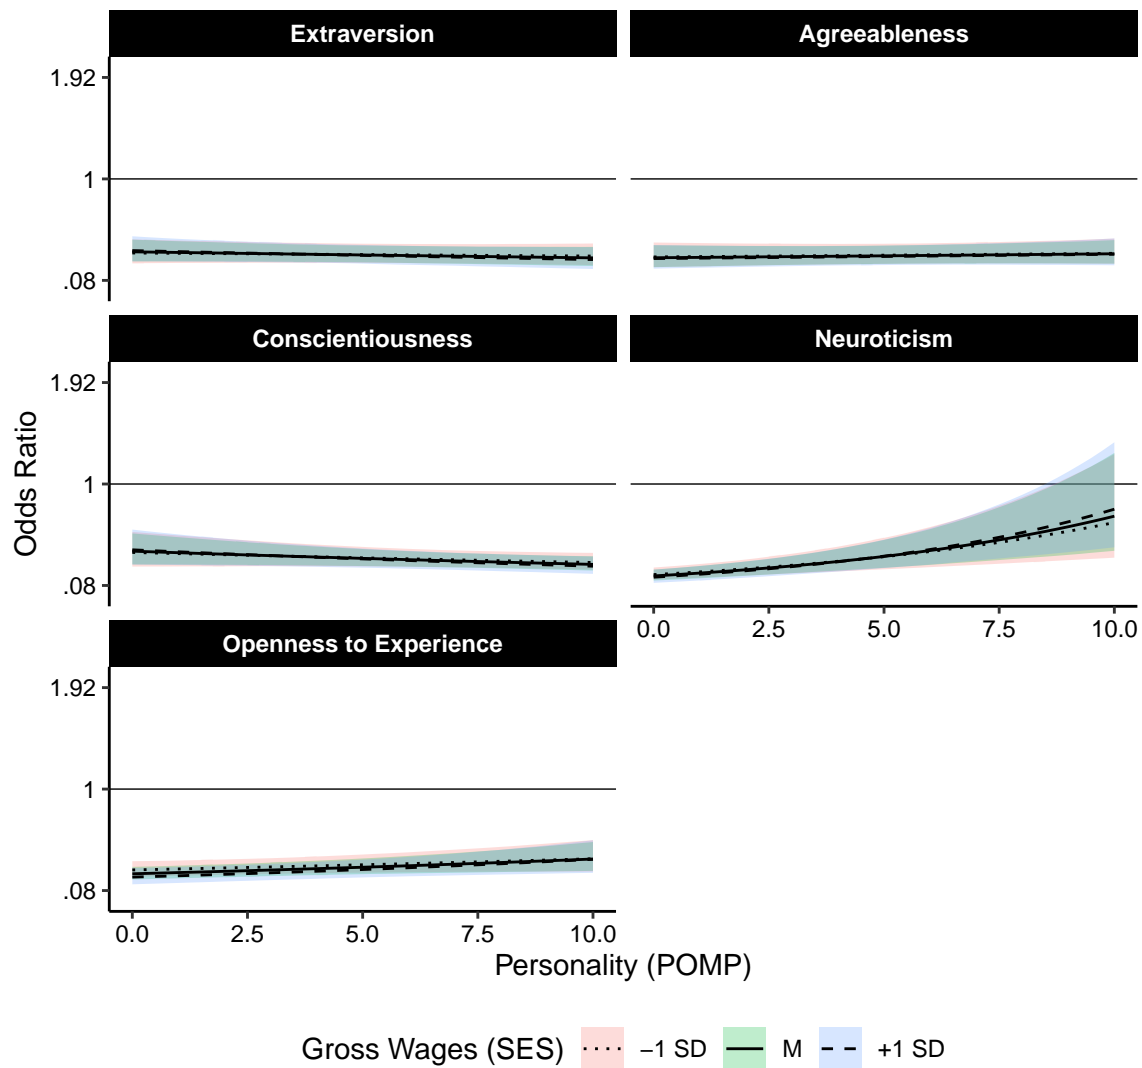 Extraversion Agreeableness
1.92
1
.08
Conscientiousness Neuroticism
1.92
1
.08
0.0 2.5 5.0 7.5 10.0
Openness to Experience
1.92
1
.08
0.0 2.5 5.0 7.5 10.0
Odds Ratio
Personality (POMP)
Gross Wages (SES) −1 SD M +1 SD